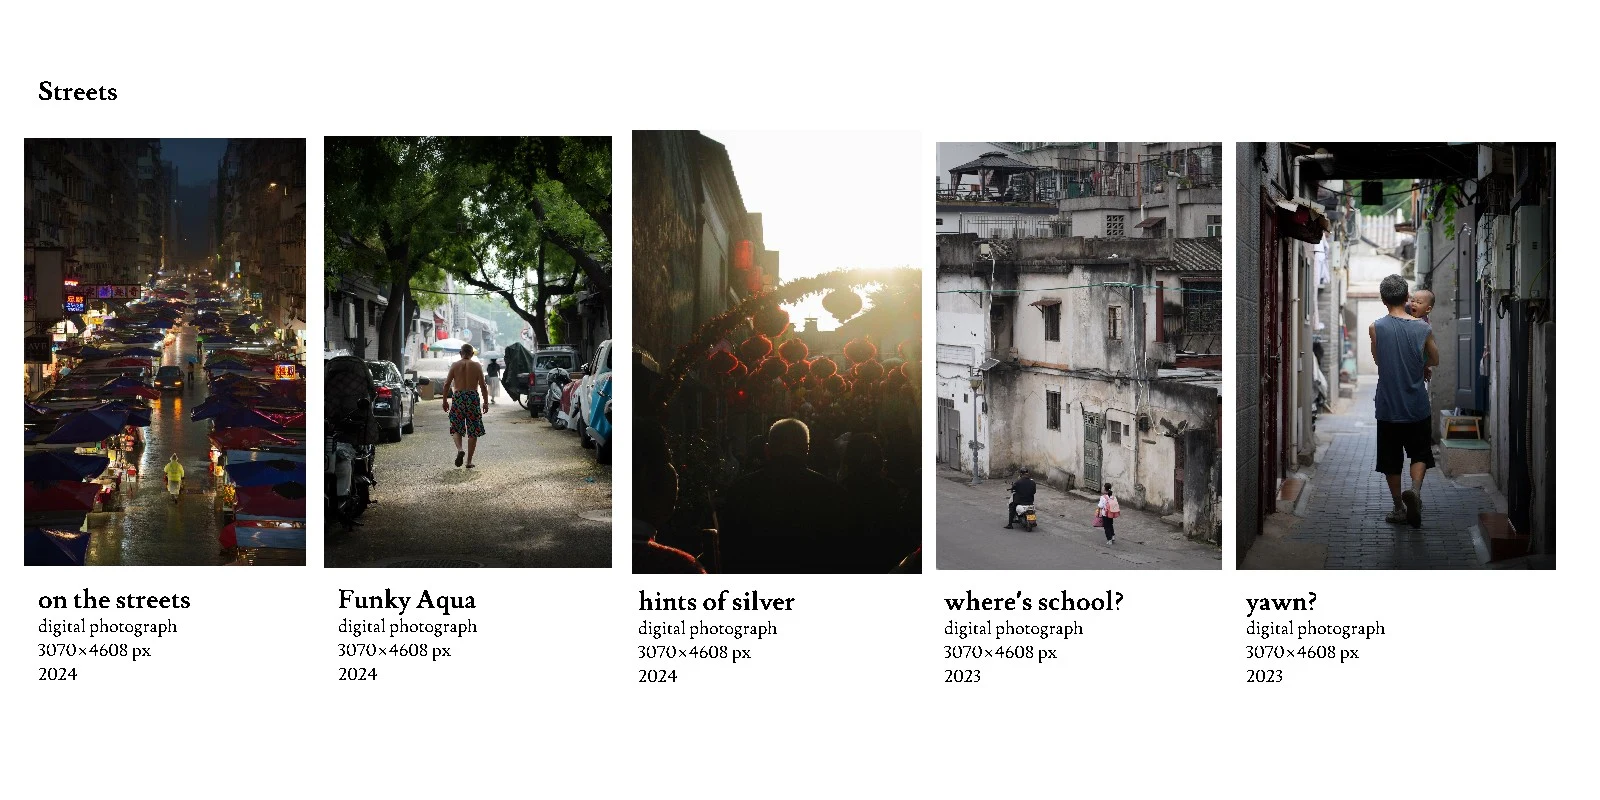 Streets
on the streets
digital photograph
3070×4608 px
2024
Funky Aqua
digital photograph
3070×4608 px
2024
hints of silver
digital photograph
3070×4608 px
2024
where's school?
digital photograph
3070×4608 px
2023
yawn?
digital photograph
3070×4608 px
2023